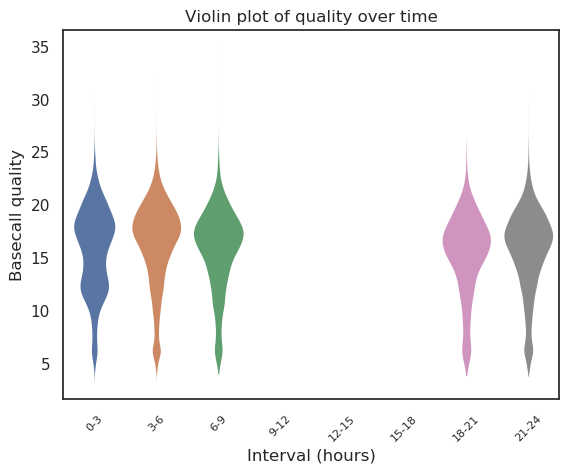 Violin plot of quality over time
Basecall quality
35
30
25
20
15
10
5
0-3 3-6 6-9 9-12 12-15 15-18 18-21 21-24
Interval (hours)